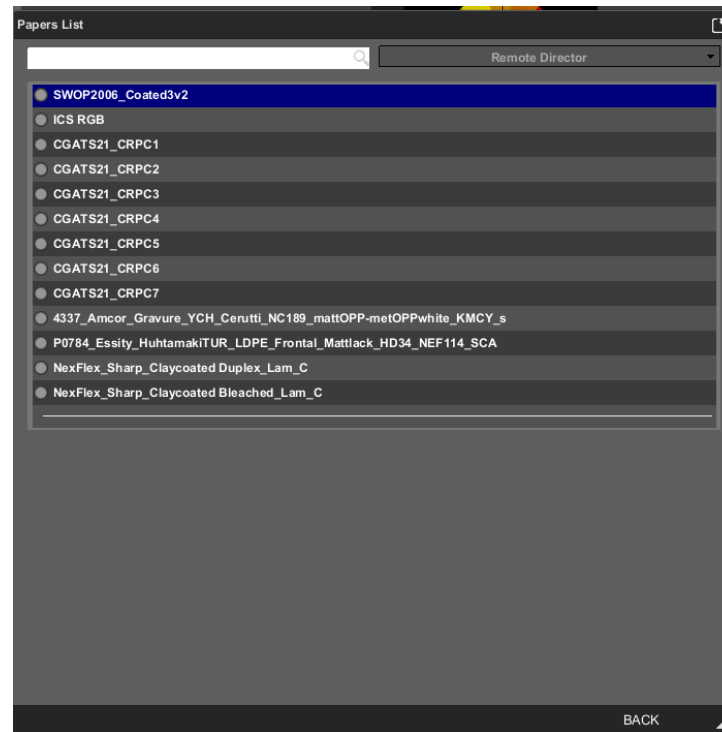 Papers List
Remote Director
SWOP2006_Coated3v2
ICS RGB
CGATS21_CRPC1
CGATS21_CRPC2
CGATS21_CRPC3
CGATS21_CRPC4
CGATS21_CRPC5
CGATS21_CRPC6
CGATS21_CRPC7
4337_Amcor_Gravure_YCH_Cerutti_NC189_mattOPP-metOPPwhite_KMCY_s
P0784_Essity_HuhtamakiTUR_LDPE_Frontal_Mattlack_HD34_NEF114_SCA
NexFlex_Sharp_Claycoated Duplex_Lam_C
NexFlex_Sharp_Claycoated Bleached_Lam_C
BACK